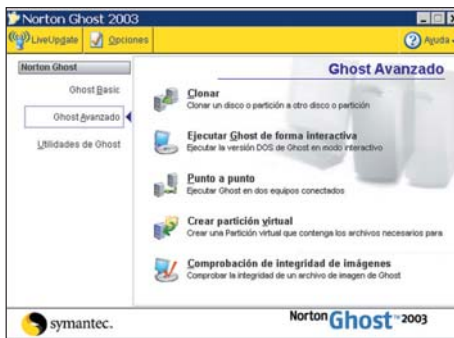 Norton Ghost 2003
LiveUpdate Opciones Ayuda
Norton Ghost
Ghost Basic
Ghost Avanzado
Utilidades de Ghost
Ghost Avanzado
Clonar
Clonar un disco o partición a otro disco o partición
Ejecutar Ghost de forma interactiva
Ejecutar la versión DOS de Ghost en modo interactivo
Punto a punto
Ejecutar Ghost en dos equipos conectados
Crear partición virtual
Crear una Partición virtual que contenga los archivos necesarios para
Comprobación de integridad de imágenes
Comprobar la integridad de un archivo de imagen de Ghost
symantec.
Norton Ghost™ 2003